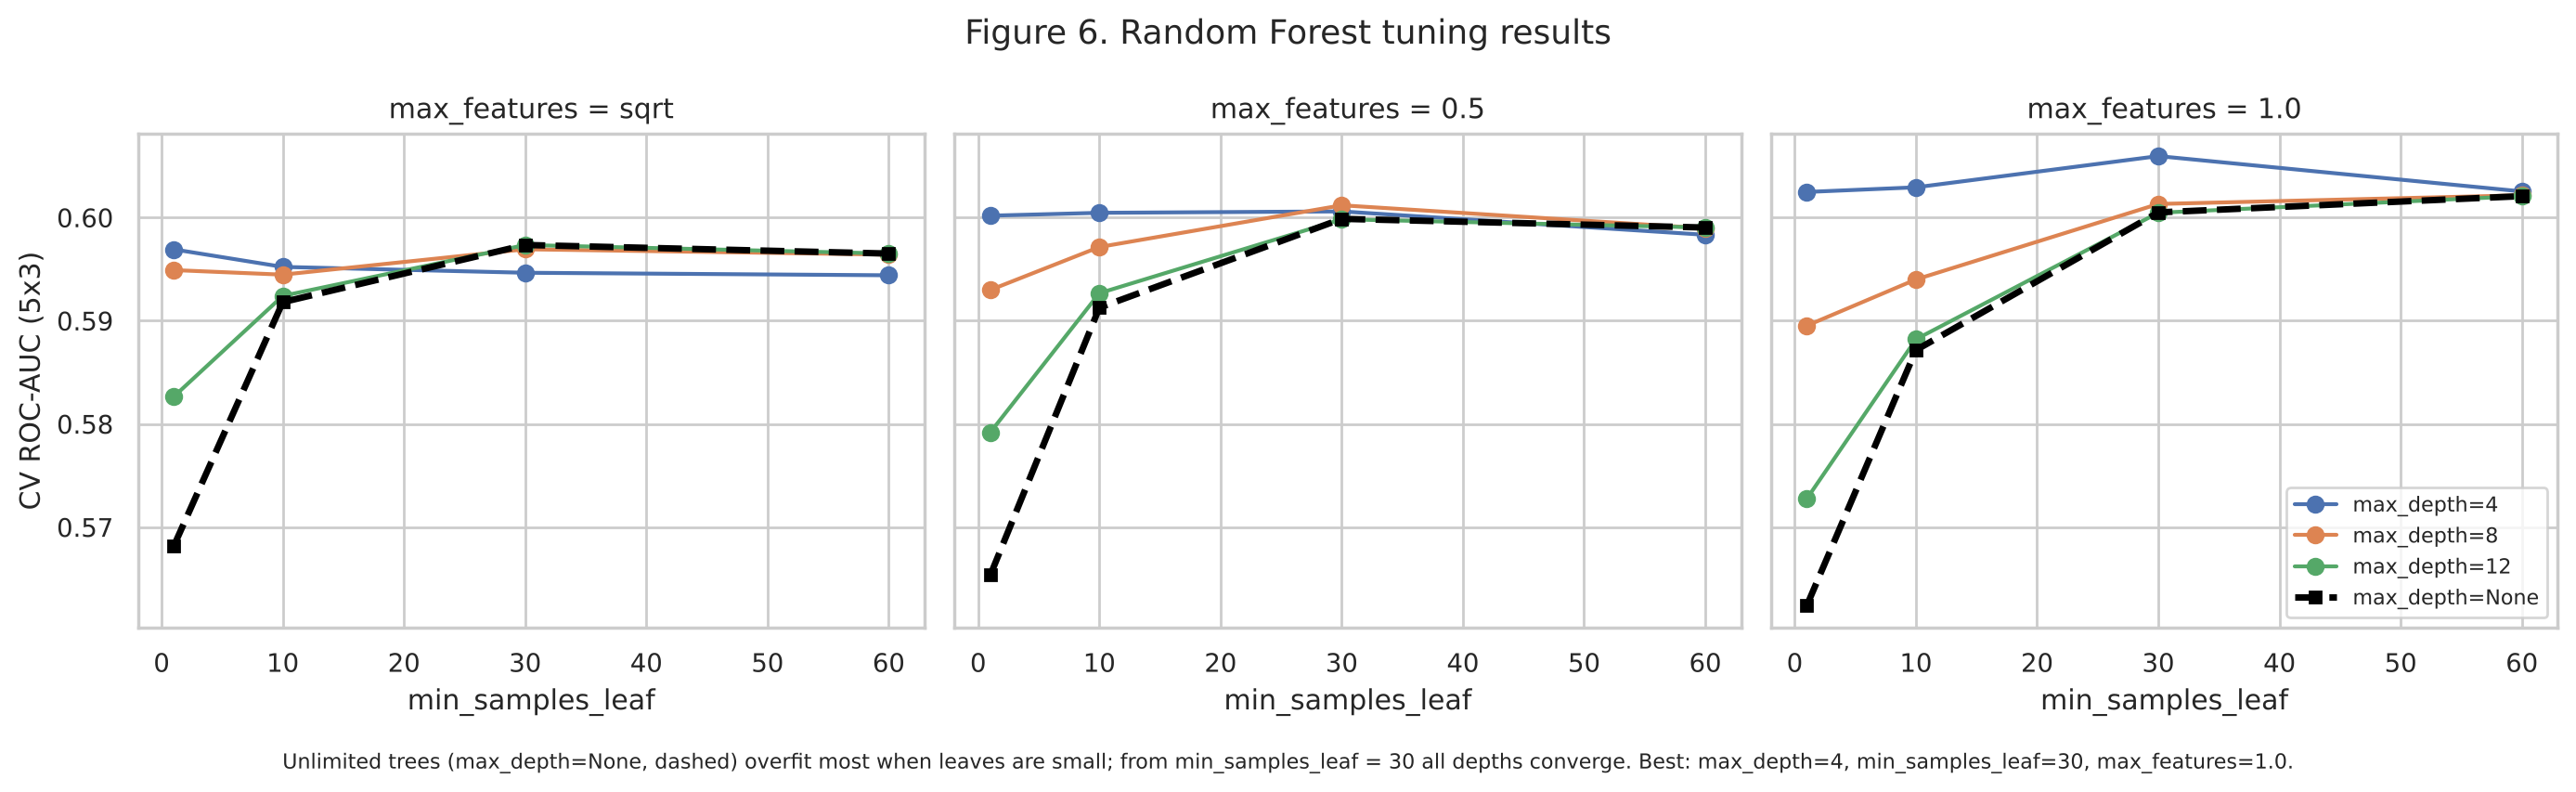 Figure 6. Random Forest tuning results
max_features = sqrt
max_features = 0.5
max_features = 1.0
CV ROC-AUC (5x3)
0.60
0.59
0.58
0.57
0 10 20 30 40 50 60
0 10 20 30 40 50 60
0 10 20 30 40 50 60
min_samples_leaf
min_samples_leaf
min_samples_leaf
max_depth=4
max_depth=8
max_depth=12
max_depth=None
Unlimited trees (max_depth=None, dashed) overfit most when leaves are small; from min_samples_leaf = 30 all depths converge. Best: max_depth=4, min_samples_leaf=30, max_features=1.0.